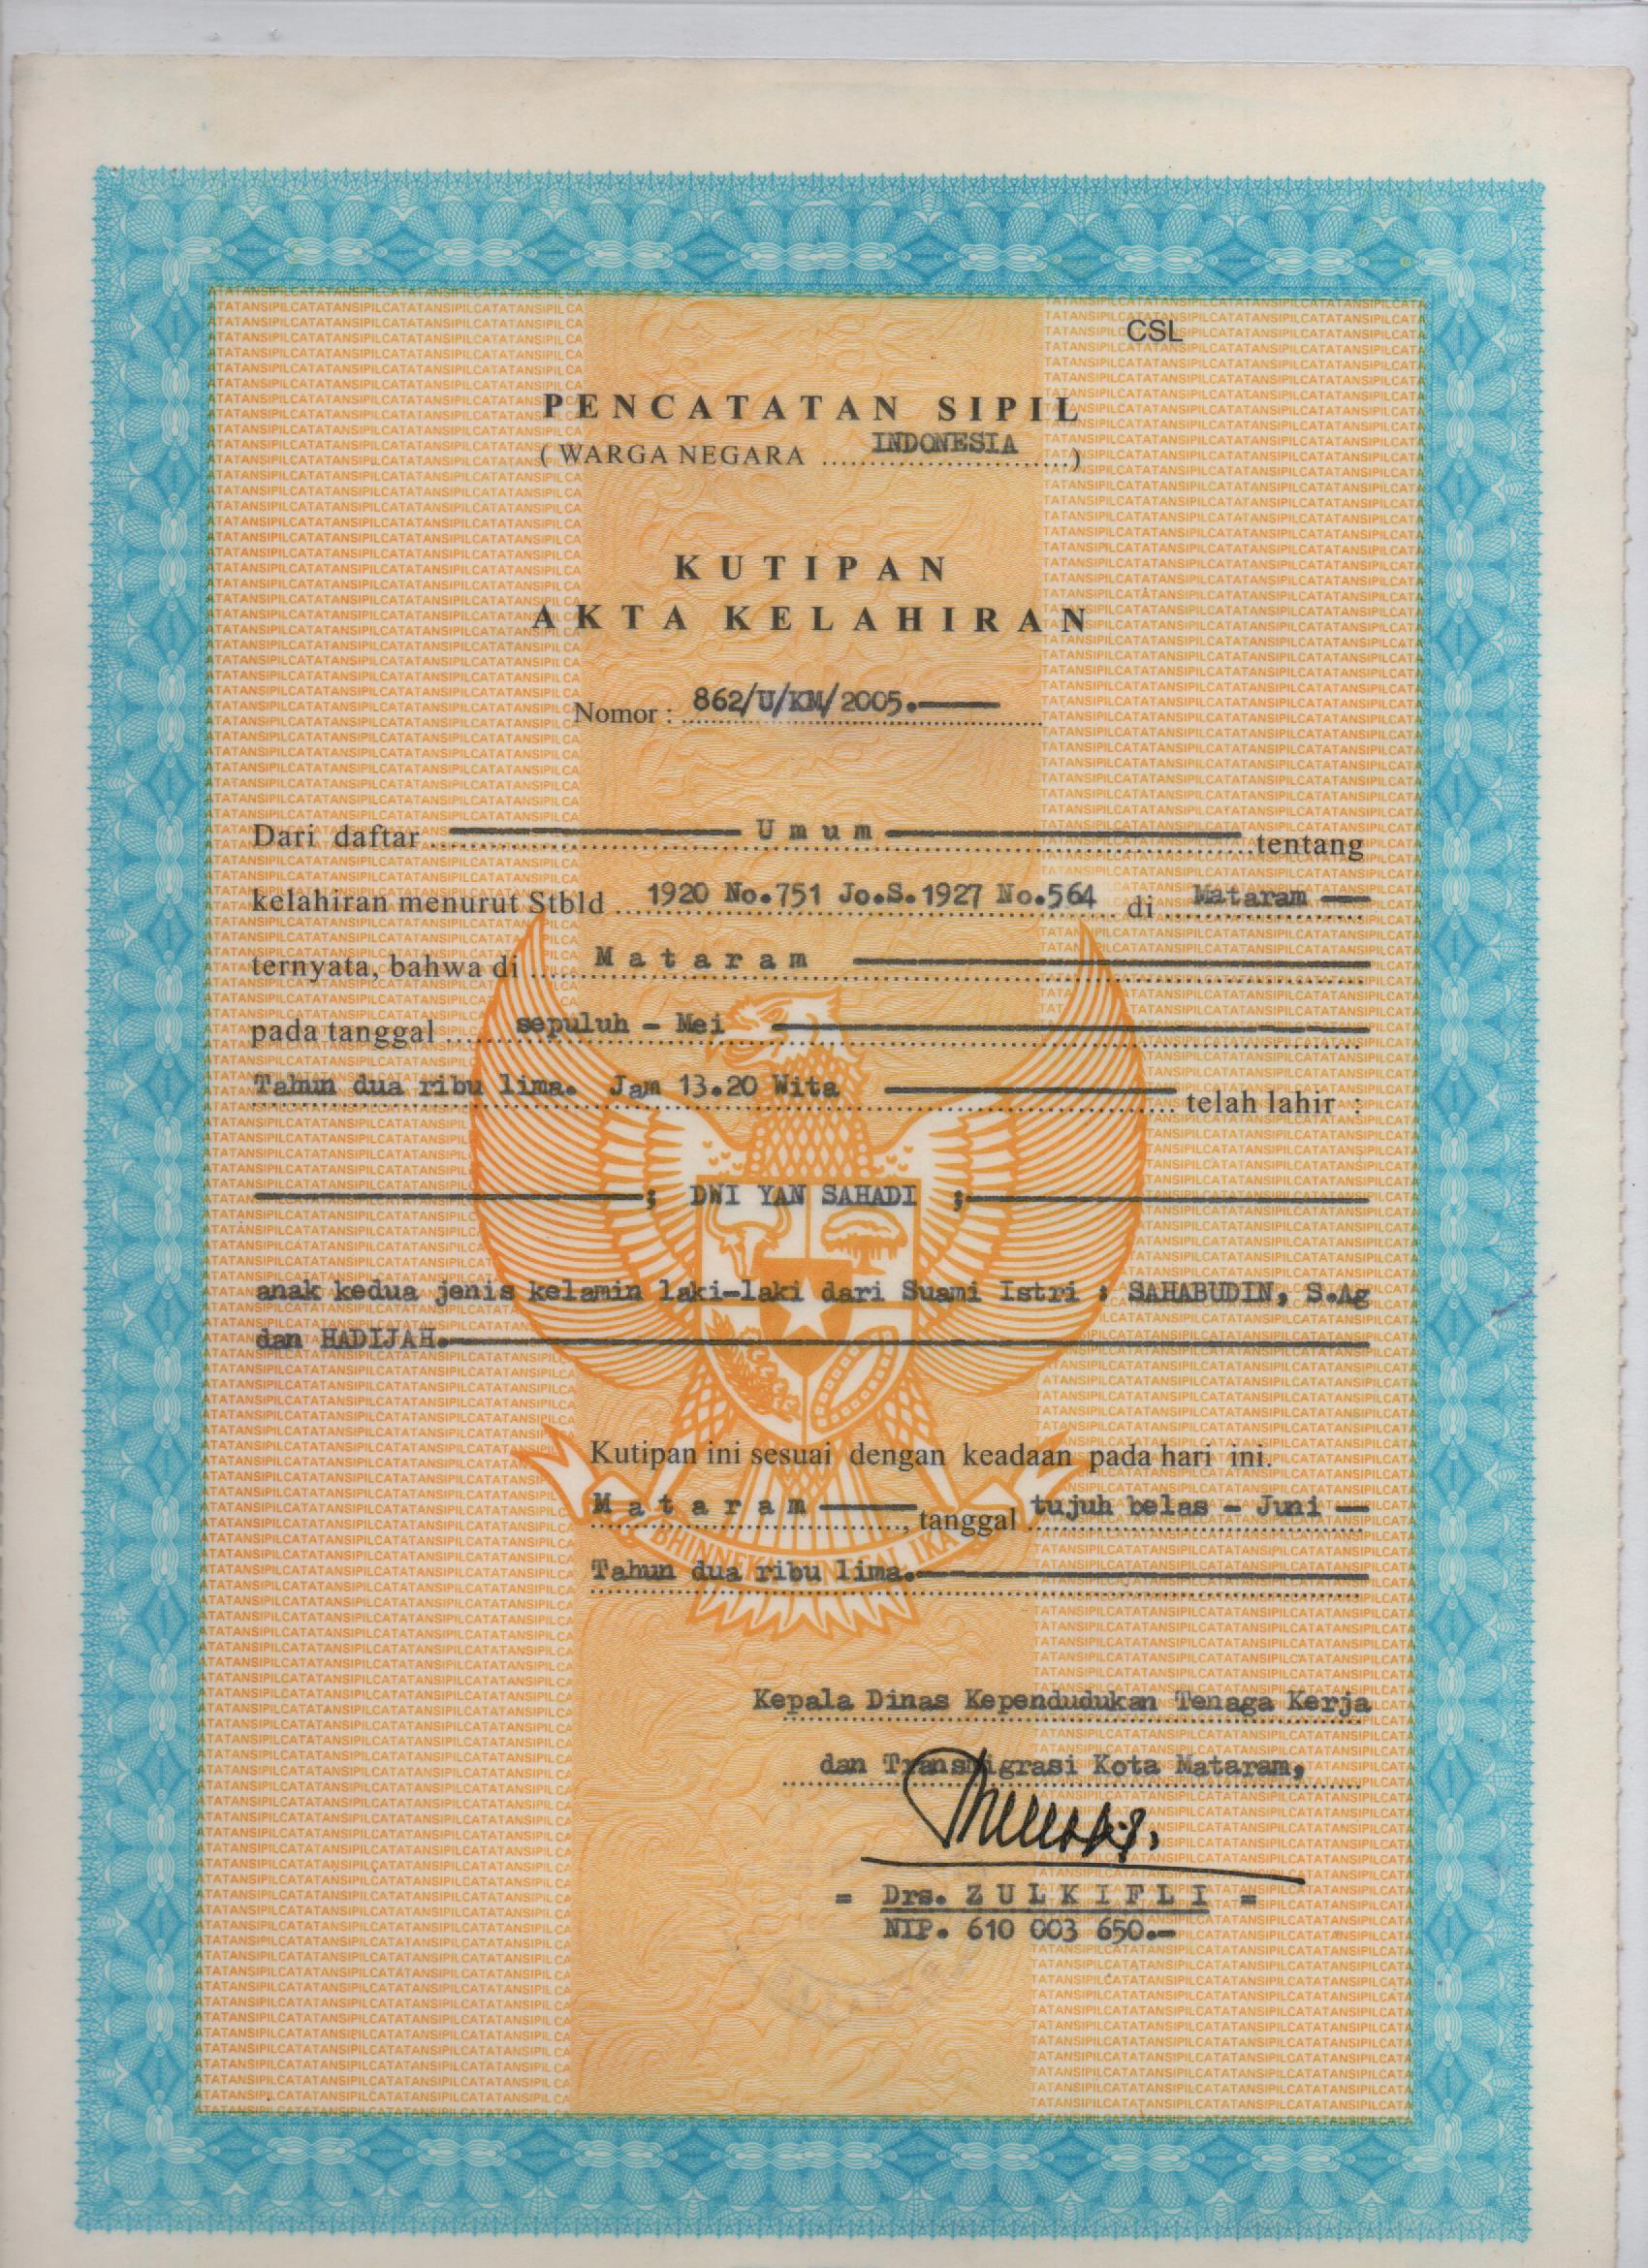 CSL
PENCATATAN SIPIL
( WARGA NEGARA INDONESIA )
KUTIPAN
AKTA KELAHIRAN
Nomor : 862/U/KM/2005.
Dari daftar Umum tentang
kelahiran menurut Stbld 1920 No.751 Jo.S.1927 No.564 di Mataram
ternyata, bahwa di Mataram
pada tanggal sepuluh - Mei
Tahun dua ribu lima. Jam 13.20 Wita telah lahir :
; DWI YAN SAHADI ;
anak kedua jenis kelamin laki-laki dari Suami Istri : SAHABUDIN, S.Ag
dan HADIJAH.
Kutipan ini sesuai dengan keadaan pada hari ini.
Mataram, tanggal tujuh belas - Juni
BHINNEKA TUNGGAL IKA
Tahun dua ribu lima.
Kepala Dinas Kependudukan Tenaga Kerja
dan Transmigrasi Kota Mataram,
= Drs. ZULKIFLI =
NIP. 610 003 650.-